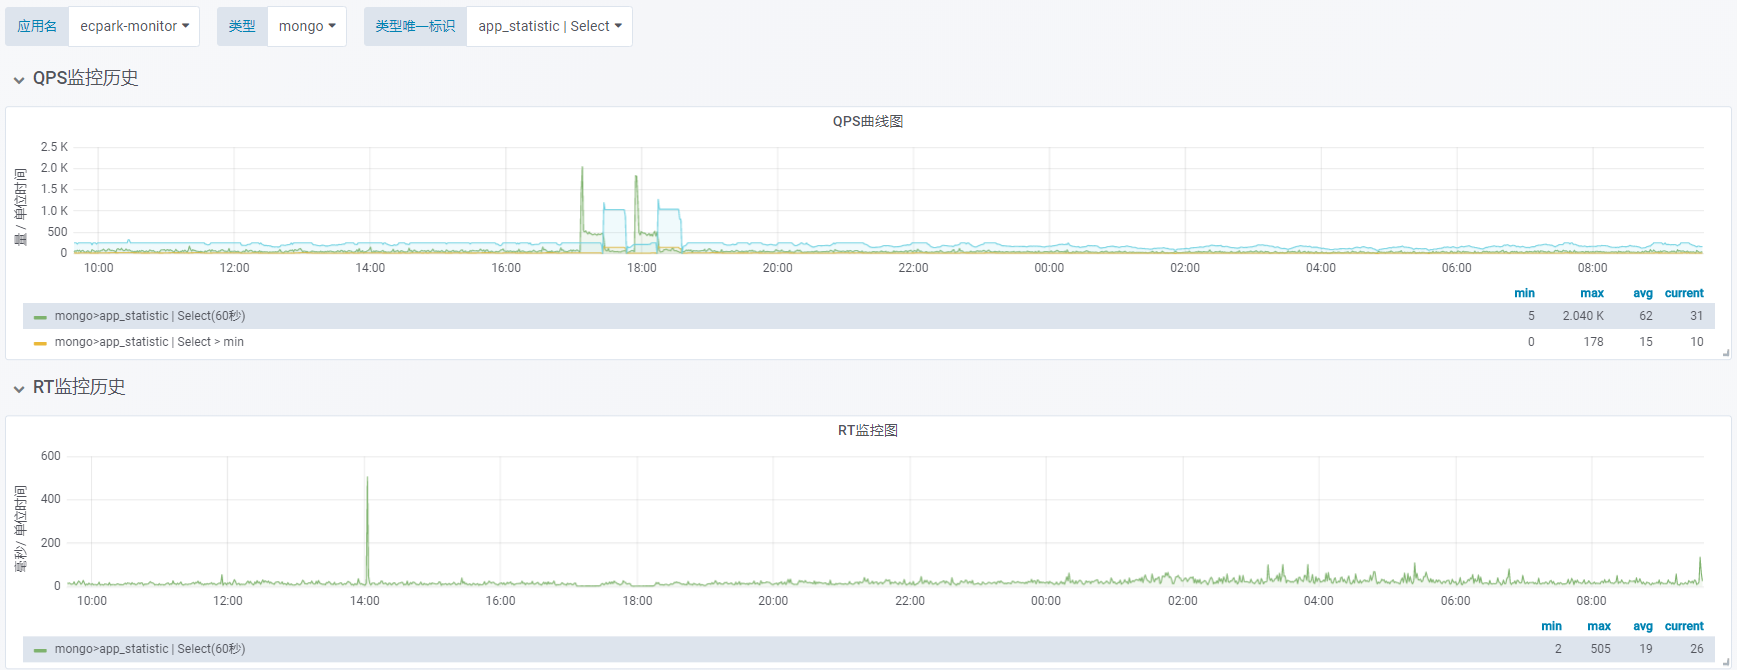 应用名 ecpark-monitor 类型 mongo 类型唯一标识 app_statistic | Select
QPS监控历史
QPS曲线图
量 / 单位时间
2.5 K
2.0 K
1.5 K
1.0 K
500
0
10:00 12:00 14:00 16:00 18:00 20:00 22:00 00:00 02:00 04:00 06:00 08:00
min max avg current
mongo>app_statistic | Select(60秒) 5 2.040 K 62 31
mongo>app_statistic | Select > min 0 178 15 10
RT监控历史
RT监控图
毫秒 / 单位时间
600
400
200
0
10:00 12:00 14:00 16:00 18:00 20:00 22:00 00:00 02:00 04:00 06:00 08:00
min max avg current
mongo>app_statistic | Select(60秒) 2 505 19 26